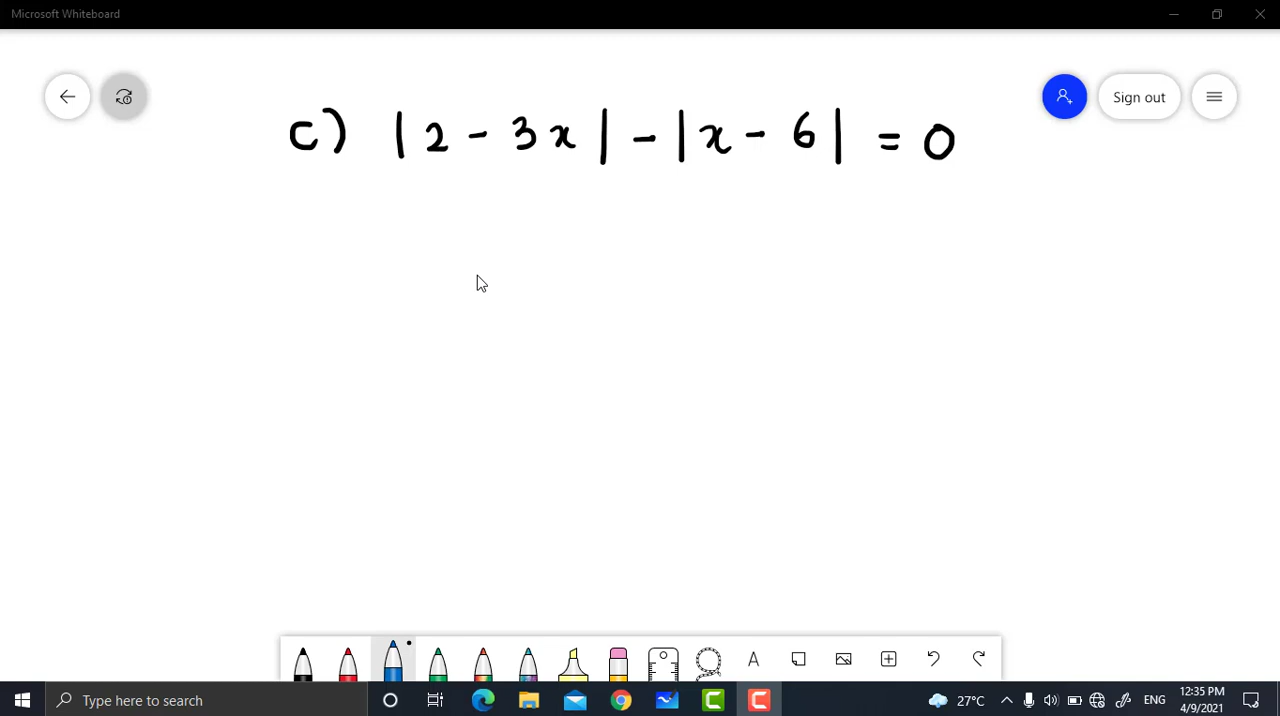 Microsoft Whiteboard
Sign out
c) |2 - 3x| - |x - 6| = 0
A
Type here to search
27°C
ENG
12:35 PM
4/9/2021